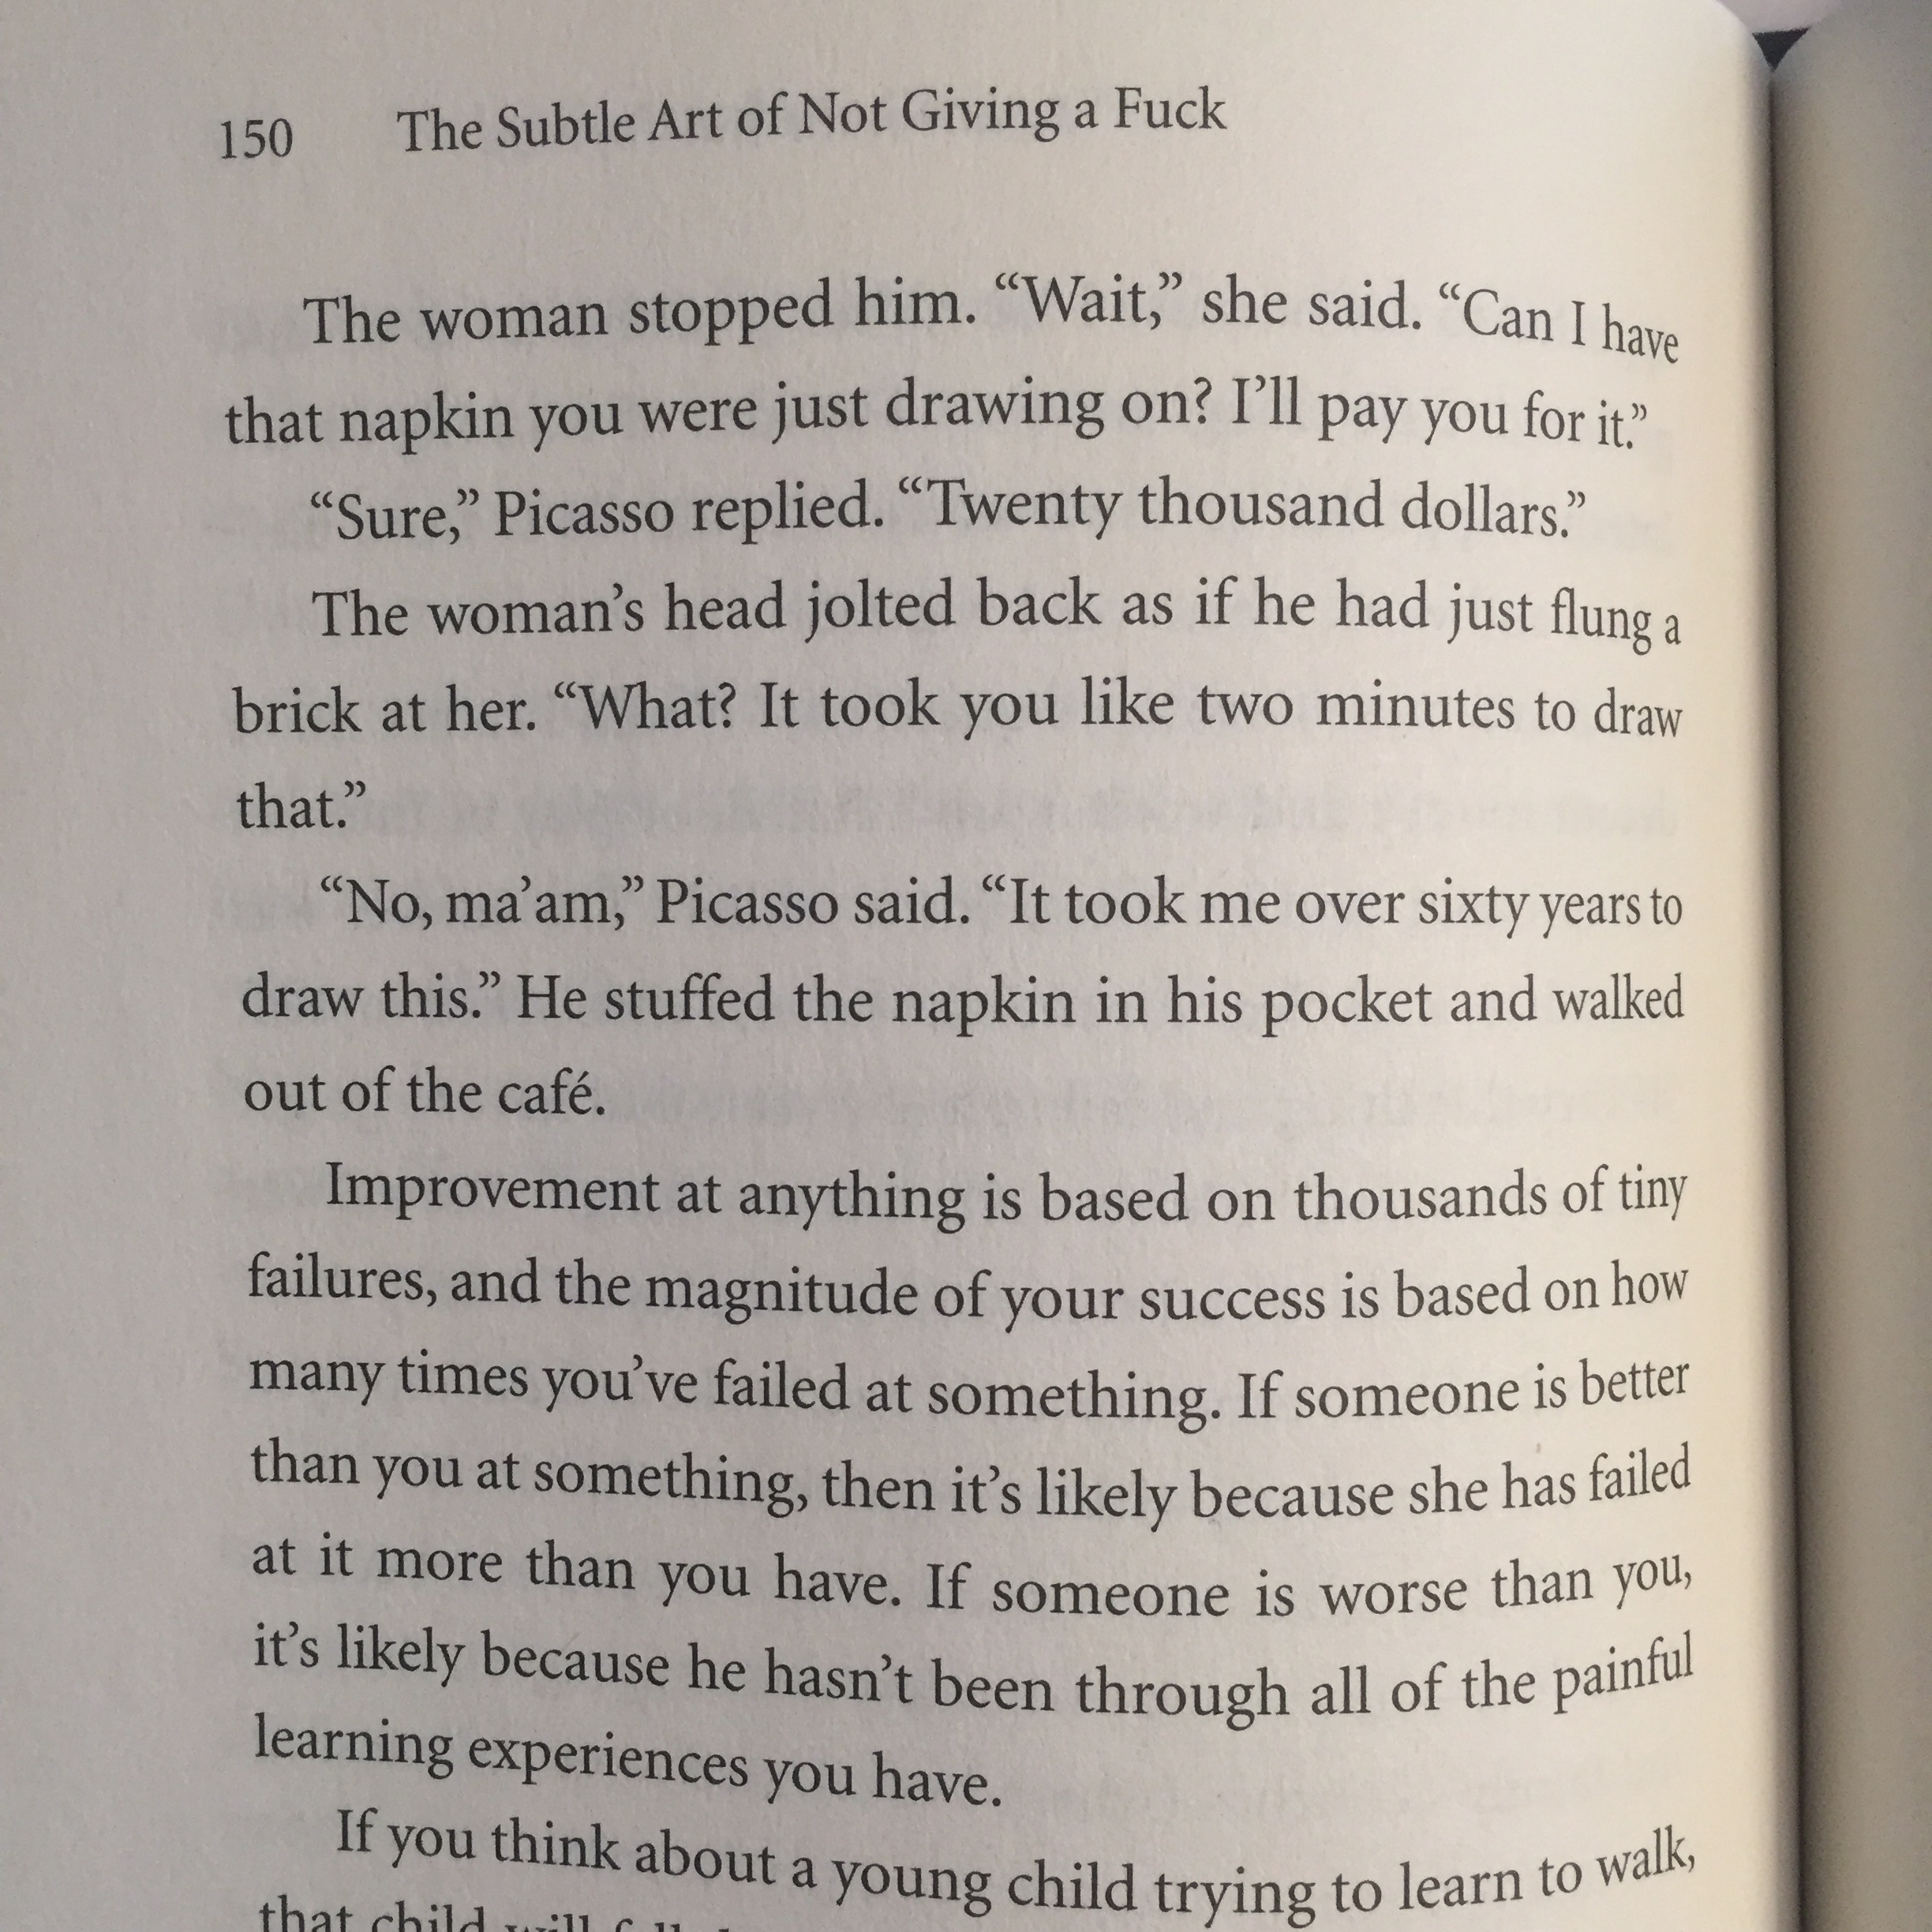 150 The Subtle Art of Not Giving a Fuck
The woman stopped him. “Wait,” she said. “Can I have
that napkin you were just drawing on? I’ll pay you for it.”
“Sure,” Picasso replied. “Twenty thousand dollars.”
The woman’s head jolted back as if he had just flung a
brick at her. “What? It took you like two minutes to draw
that.”
“No, ma’am,” Picasso said. “It took me over sixty years to
draw this.” He stuffed the napkin in his pocket and walked
out of the café.
Improvement at anything is based on thousands of tiny
failures, and the magnitude of your success is based on how
many times you’ve failed at something. If someone is better
than you at something, then it’s likely because she has failed
at it more than you have. If someone is worse than you,
it’s likely because he hasn’t been through all of the painful
learning experiences you have.
If you think about a young child trying to learn to walk,
that child will